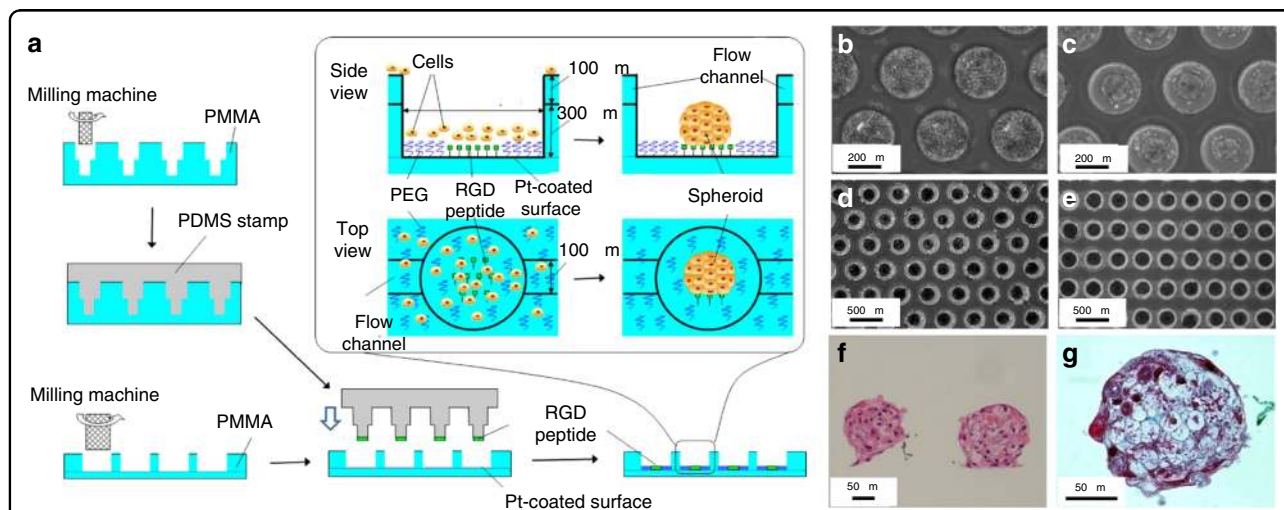 a
Milling machine
PMMA
PDMS stamp
Milling machine
PMMA
Side
view
Cells
100 m
300 m
Flow
channel
PEG
RGD
peptide
Pt-coated
surface
Spheroid
Top
view
100 m
Flow
channel
RGD
peptide
Pt-coated surface
b
200 m
c
200 m
d
500 m
e
500 m
f
50 m
g
50 m